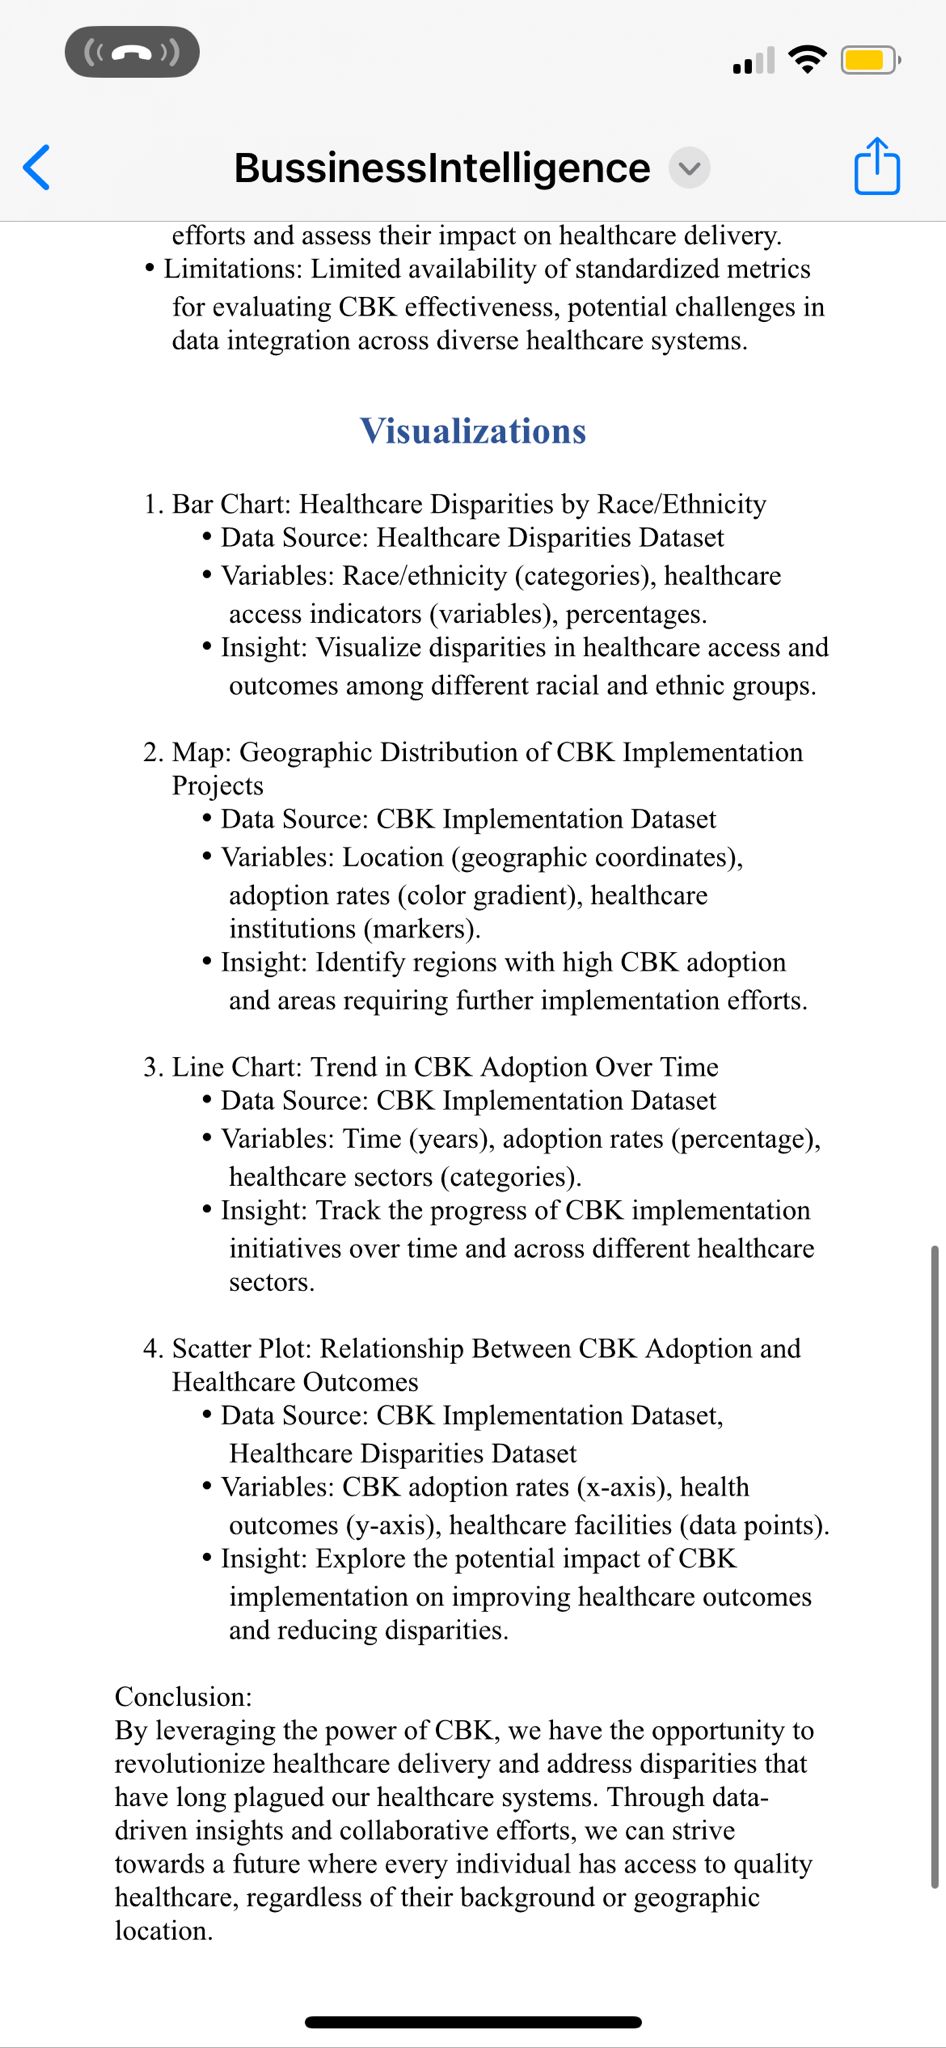 BussinessIntelligence
efforts and assess their impact on healthcare delivery.
• Limitations: Limited availability of standardized metrics
for evaluating CBK effectiveness, potential challenges in
data integration across diverse healthcare systems.
Visualizations
1. Bar Chart: Healthcare Disparities by Race/Ethnicity
• Data Source: Healthcare Disparities Dataset
• Variables: Race/ethnicity (categories), healthcare
access indicators (variables), percentages.
• Insight: Visualize disparities in healthcare access and
outcomes among different racial and ethnic groups.
2. Map: Geographic Distribution of CBK Implementation
Projects
• Data Source: CBK Implementation Dataset
• Variables: Location (geographic coordinates),
adoption rates (color gradient), healthcare
institutions (markers).
• Insight: Identify regions with high CBK adoption
and areas requiring further implementation efforts.
3. Line Chart: Trend in CBK Adoption Over Time
• Data Source: CBK Implementation Dataset
• Variables: Time (years), adoption rates (percentage),
healthcare sectors (categories).
• Insight: Track the progress of CBK implementation
initiatives over time and across different healthcare
sectors.
4. Scatter Plot: Relationship Between CBK Adoption and
Healthcare Outcomes
• Data Source: CBK Implementation Dataset,
Healthcare Disparities Dataset
• Variables: CBK adoption rates (x-axis), health
outcomes (y-axis), healthcare facilities (data points).
• Insight: Explore the potential impact of CBK
implementation on improving healthcare outcomes
and reducing disparities.
Conclusion:
By leveraging the power of CBK, we have the opportunity to
revolutionize healthcare delivery and address disparities that
have long plagued our healthcare systems. Through data-
driven insights and collaborative efforts, we can strive
towards a future where every individual has access to quality
healthcare, regardless of their background or geographic
location.